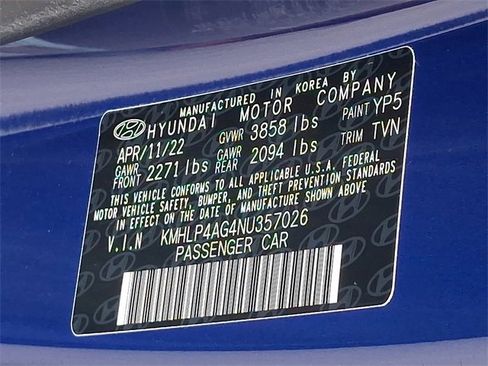 MANUFACTURED IN KOREA BY
HYUNDAI MOTOR COMPANY
APR/11/22 GVWR 3858 lbs PAINT YP5
GAWR FRONT 2271 lbs GAWR REAR 2094 lbs TRIM TVN
THIS VEHICLE CONFORMS TO ALL APPLICABLE U.S.A. FEDERAL
MOTOR VEHICLE SAFETY, BUMPER, AND THEFT PREVENTION STANDARDS
IN EFFECT ON THE DATE OF MANUFACTURE SHOWN ABOVE.
V.I.N KMHLP4AG4NU357026
PASSENGER CAR